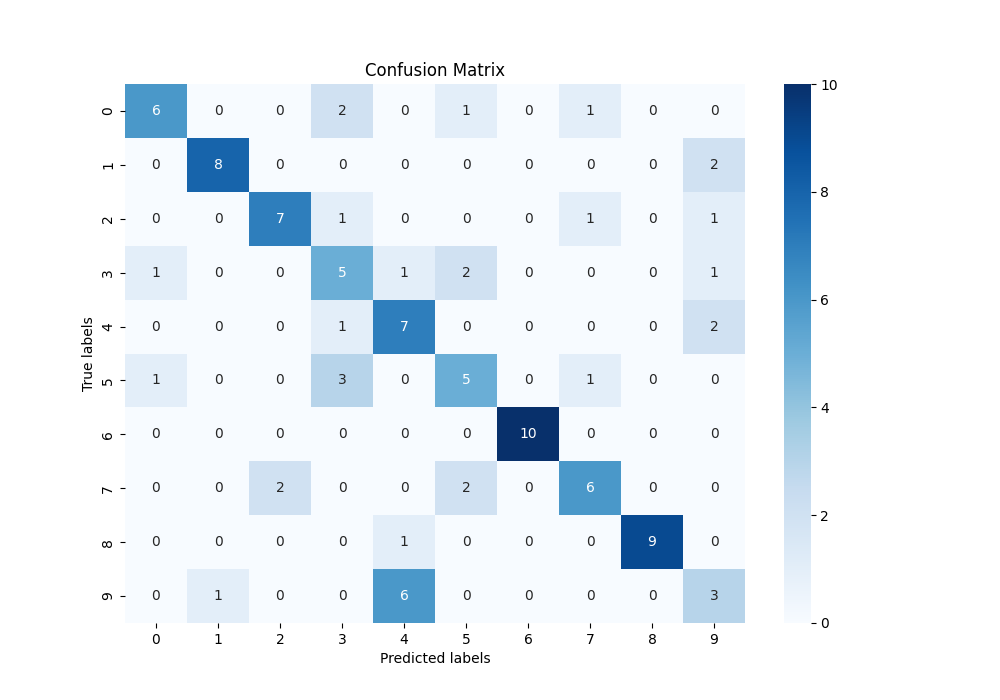 Confusion Matrix
0 6 0 0 2 0 1 0 1 0 0
1 0 8 0 0 0 0 0 0 0 2
2 0 0 7 1 0 0 0 1 0 1
3 1 0 0 5 1 2 0 0 0 1
4 0 0 0 1 7 0 0 0 0 2
5 1 0 0 3 0 5 0 1 0 0
6 0 0 0 0 0 0 10 0 0 0
7 0 0 2 0 0 2 0 6 0 0
8 0 0 0 0 1 0 0 0 9 0
9 0 1 0 0 6 0 0 0 0 3
0 1 2 3 4 5 6 7 8 9
Predicted labels
True labels
10
8
6
4
2
0